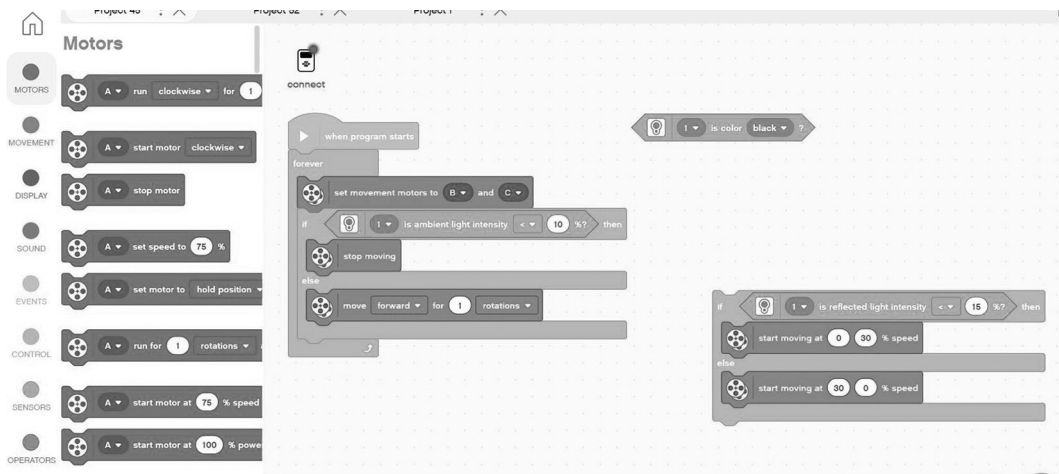 Project 45
Project 52
Project 1
Motors
connect
MOTORS
A run clockwise for 1
MOVEMENT
A start motor clockwise
DISPLAY
A stop motor
SOUND
A set speed to 75 %
EVENTS
A set motor to hold position
CONTROL
A run for 1 rotations
SENSORS
A start motor at 75 % speed
OPERATORS
A start motor at 100 % powe
when program starts
forever
set movement motors to B and C
if 1 is ambient light intensity < 10 %? then
stop moving
else
move forward for 1 rotations
1 is color black ?
if 1 is reflected light intensity < 15 %? then
start moving at 0 30 % speed
else
start moving at 30 0 % speed